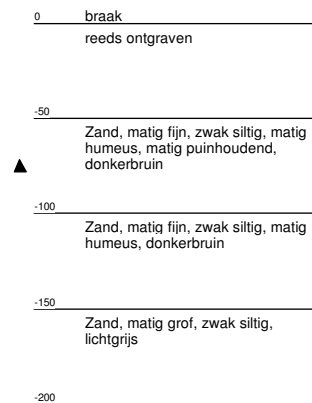 0 braak
reeds ontgraven
-50
Zand, matig fijn, zwak siltig, matig
humeus, matig puinhoudend,
donkerbruin
-100
Zand, matig fijn, zwak siltig, matig
humeus, donkerbruin
-150
Zand, matig grof, zwak siltig,
lichtgrijs
-200